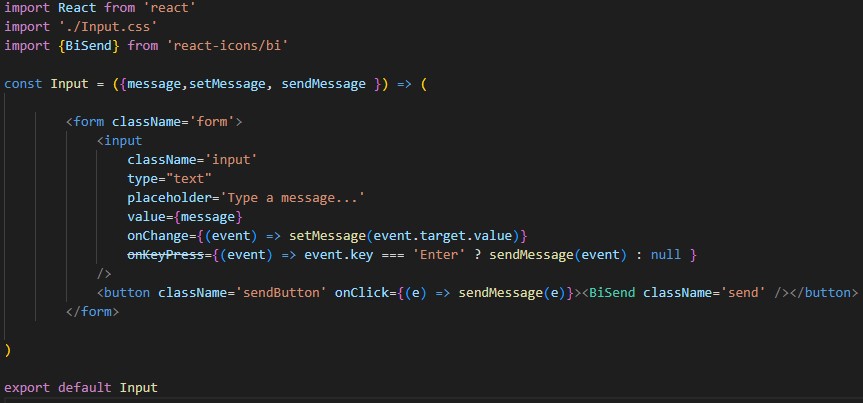 import React from 'react'
import './Input.css'
import {BiSend} from 'react-icons/bi'
const Input = ({message,setMessage, sendMessage }) => (
<form className='form'>
<input
className='input'
type="text"
placeholder='Type a message...'
value={message}
onChange={(event) => setMessage(event.target.value)}
onKeyPress={(event) => event.key === 'Enter' ? sendMessage(event) : null }
/>
<button className='sendButton' onClick={(e) => sendMessage(e)}><BiSend className='send' /></button>
</form>
)
export default Input